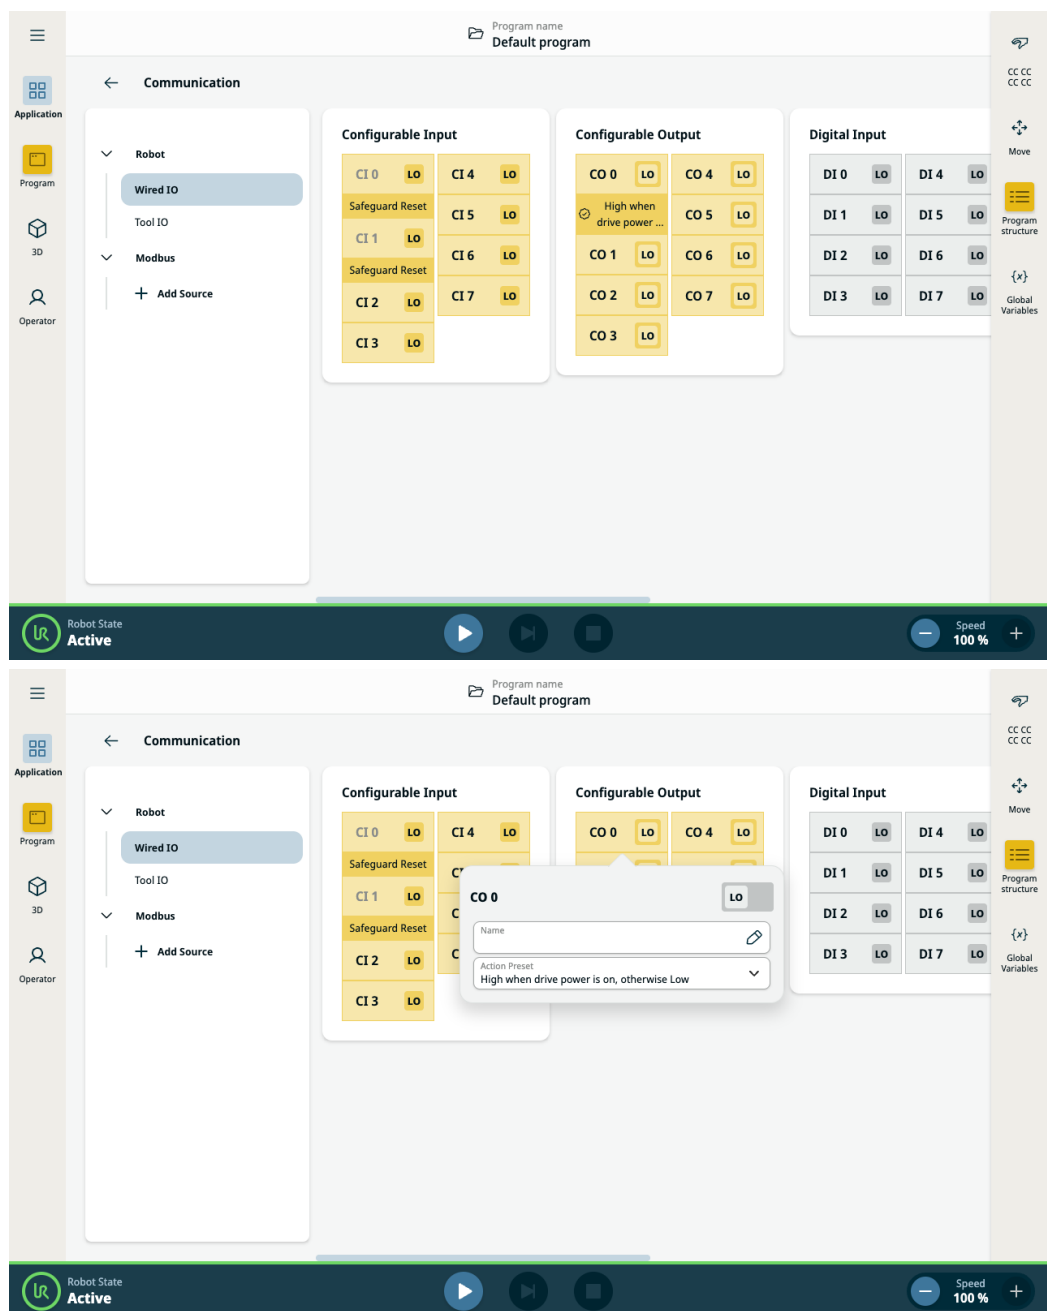 Program name
Default program
Communication
Application
Program
3D
Operator
Robot
Wired IO
Tool IO
Modbus
Add Source
Configurable Input
CI 0 LO CI 4 LO
Safeguard Reset
CI 5 LO
CI 1 LO
CI 6 LO
Safeguard Reset
CI 2 LO CI 7 LO
CI 3 LO
Configurable Output
CO 0 LO CO 4 LO
High when
drive power ...
CO 5 LO
CO 1 LO CO 6 LO
CO 2 LO CO 7 LO
CO 3 LO
Digital Input
DI 0 LO DI 4 LO
DI 1 LO DI 5 LO
DI 2 LO DI 6 LO
DI 3 LO DI 7 LO
CC CC
CC CC
Move
Program
structure
{x}
Global
Variables
UR
Robot State
Active
Speed
100 %
Program name
Default program
Communication
Application
Program
3D
Operator
Robot
Wired IO
Tool IO
Modbus
Add Source
Configurable Input
CI 0 LO CI 4 LO
Safeguard Reset
CI 1 LO
Safeguard Reset
CI 2 LO
CI 3 LO
Configurable Output
CO 0 LO CO 4 LO
CO 0 LO
Name
Action Preset
High when drive power is on, otherwise Low
Digital Input
DI 0 LO DI 4 LO
DI 1 LO DI 5 LO
DI 2 LO DI 6 LO
DI 3 LO DI 7 LO
CC CC
CC CC
Move
Program
structure
{x}
Global
Variables
UR
Robot State
Active
Speed
100 %